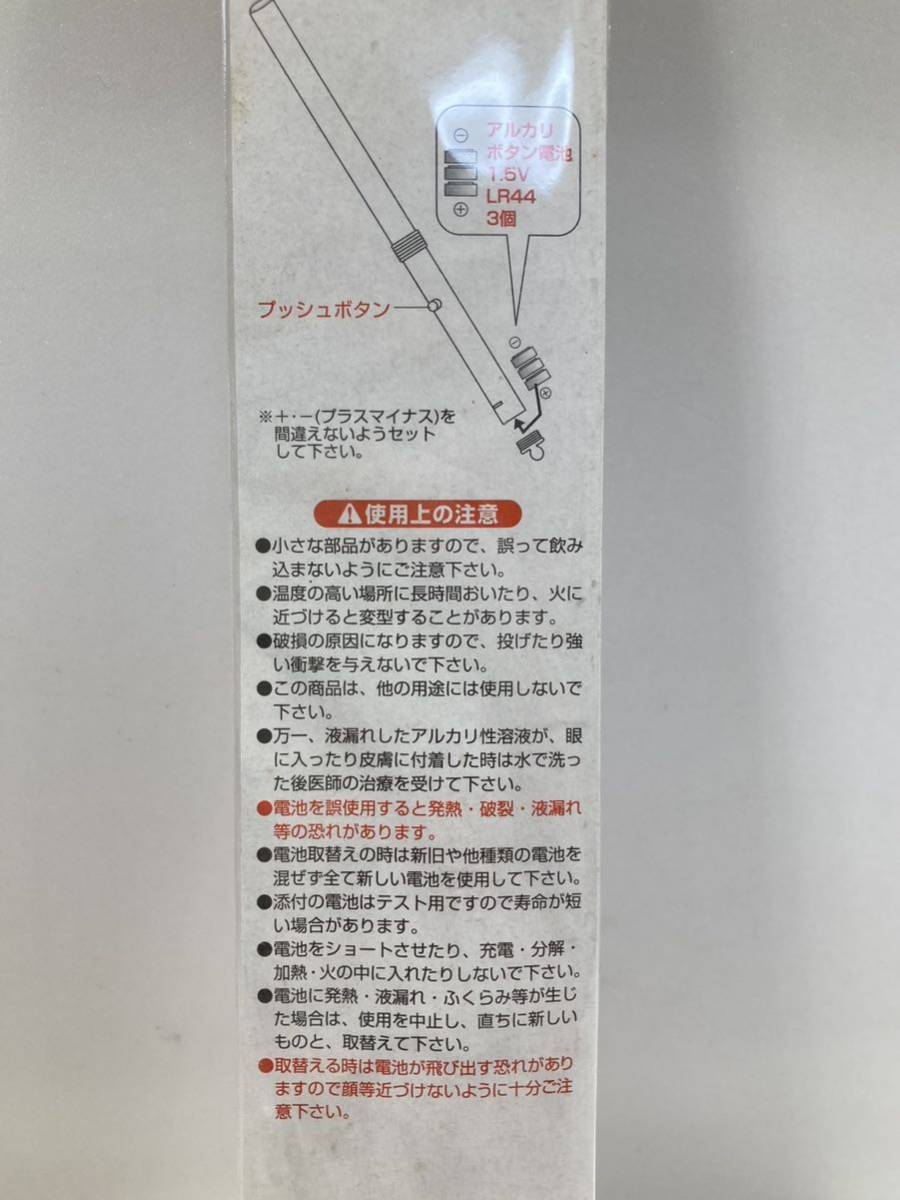 ⊖ アルカリ
ボタン電池
1.5V
LR44
⊕ 3個
プッシュボタン
⊖
⊕
※＋・－(プラスマイナス)を
間違えないようセット
して下さい。
⚠使用上の注意
●小さな部品がありますので、誤って飲み
込まないようにご注意下さい。
●温度の高い場所に長時間おいたり、火に
近づけると変型することがあります。
●破損の原因になりますので、投げたり強
い衝撃を与えないで下さい。
●この商品は、他の用途には使用しないで
下さい。
●万一、液漏れしたアルカリ性溶液が、眼
に入ったり皮膚に付着した時は水で洗っ
た後医師の治療を受けて下さい。
●電池を誤使用すると発熱・破裂・液漏れ
等の恐れがあります。
●電池取替えの時は新旧や他種類の電池を
混ぜず全て新しい電池を使用して下さい。
●添付の電池はテスト用ですので寿命が短
い場合があります。
●電池をショートさせたり、充電・分解・
加熱・火の中に入れたりしないで下さい。
●電池に発熱・液漏れ・ふくらみ等が生じ
た場合は、使用を中止し、直ちに新しい
ものと、取替えて下さい。
●取替える時は電池が飛び出す恐れがあり
ますので顔等近づけないように十分ご注
意下さい。